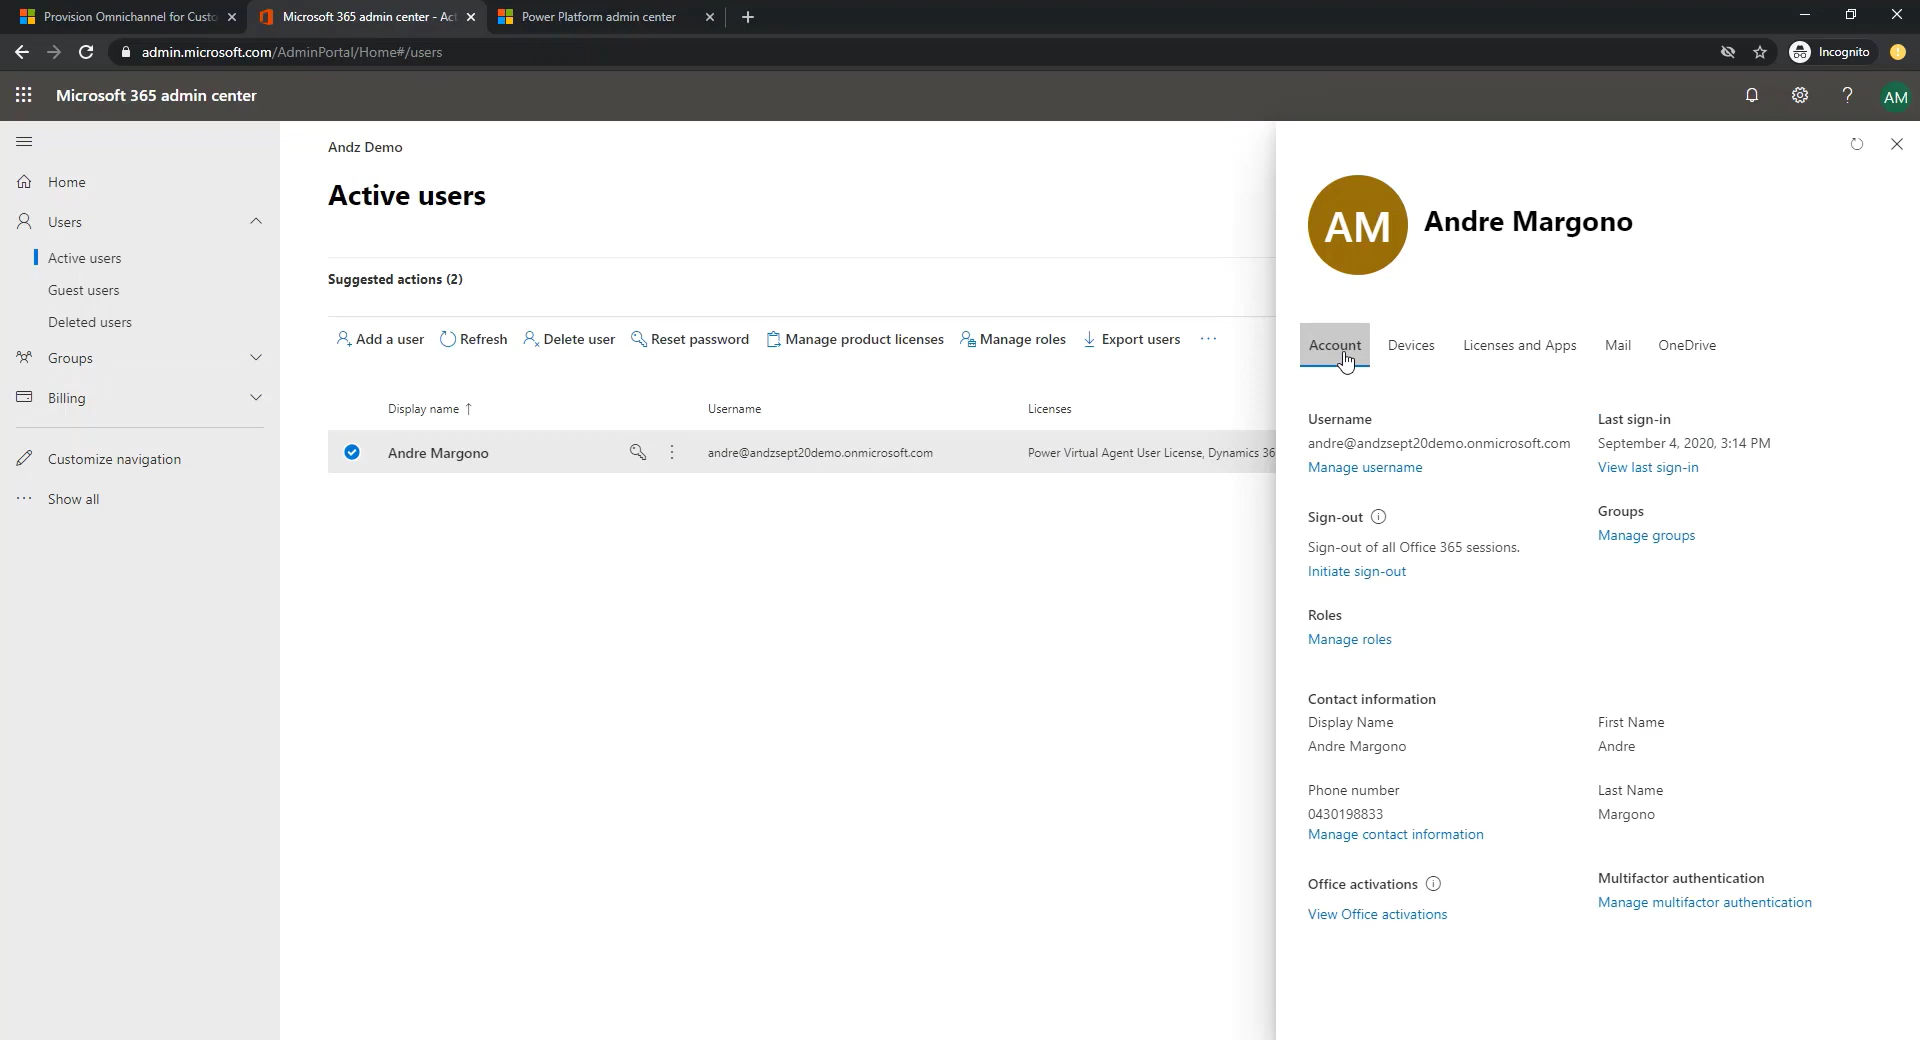 Provision Omnichannel for Custo
Microsoft 365 admin center - Act
Power Platform admin center
admin.microsoft.com/AdminPortal/Home#/users
Incognito
Microsoft 365 admin center
AM
Home
Users
Active users
Guest users
Deleted users
Groups
Billing
Customize navigation
Show all
Andz Demo
Active users
Suggested actions (2)
Add a user
Refresh
Delete user
Reset password
Manage product licenses
Manage roles
Export users
Display name ↑
Username
Licenses
Andre Margono
andre@andzsept20demo.onmicrosoft.com
Power Virtual Agent User License, Dynamics 36
AM
Andre Margono
Account
Devices
Licenses and Apps
Mail
OneDrive
Username
andre@andzsept20demo.onmicrosoft.com
Manage username
Last sign-in
September 4, 2020, 3:14 PM
View last sign-in
Sign-out
Sign-out of all Office 365 sessions.
Initiate sign-out
Groups
Manage groups
Roles
Manage roles
Contact information
Display Name
Andre Margono
First Name
Andre
Phone number
0430198833
Manage contact information
Last Name
Margono
Office activations
View Office activations
Multifactor authentication
Manage multifactor authentication